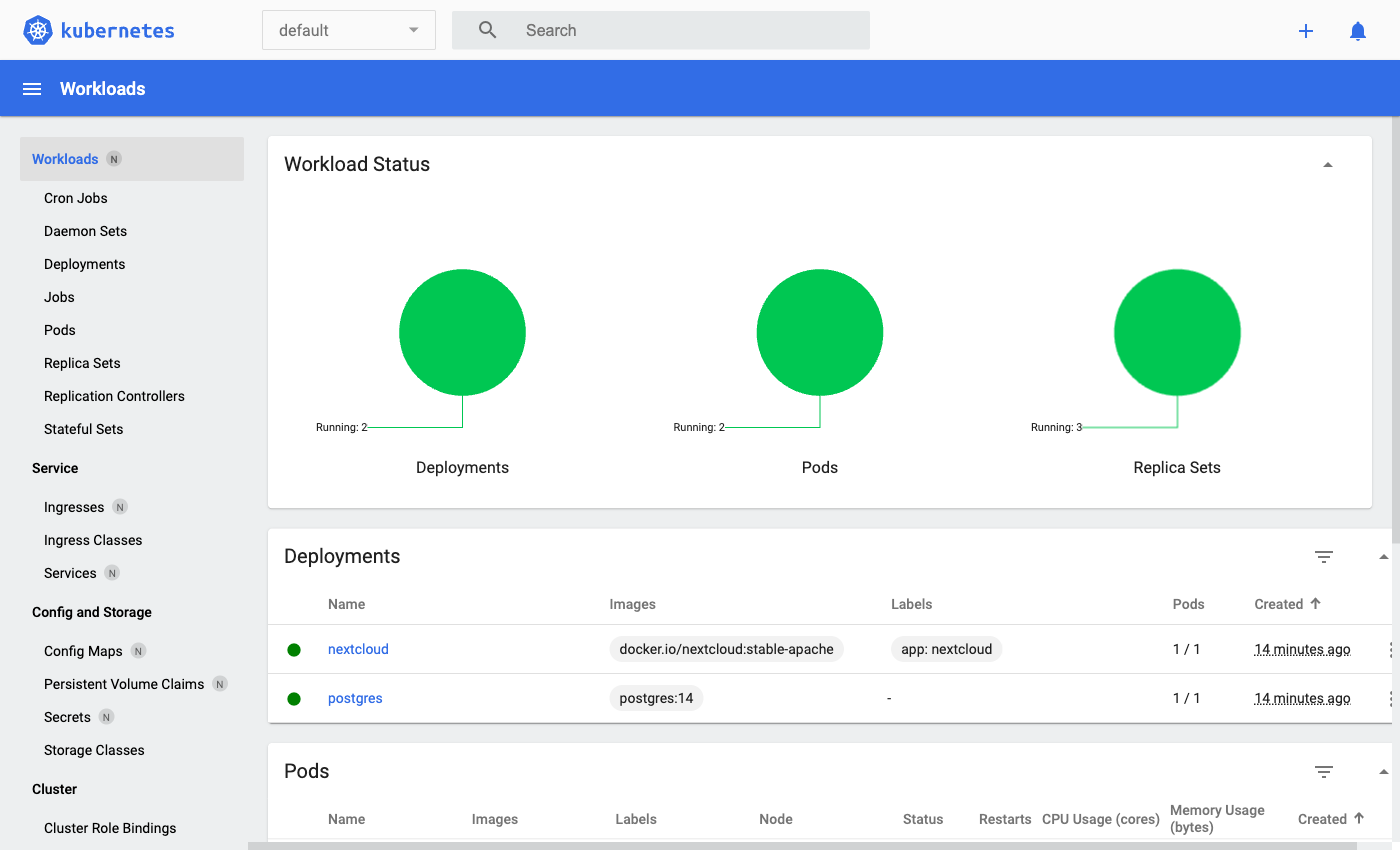 kubernetes
default
Search
Workloads
Workloads N
Cron Jobs
Daemon Sets
Deployments
Jobs
Pods
Replica Sets
Replication Controllers
Stateful Sets
Service
Ingresses N
Ingress Classes
Services N
Config and Storage
Config Maps N
Persistent Volume Claims N
Secrets N
Storage Classes
Cluster
Cluster Role Bindings
Workload Status
Running: 2
Deployments
Running: 2
Pods
Running: 3
Replica Sets
Deployments
Name Images Labels Pods Created
nextcloud docker.io/nextcloud:stable-apache app: nextcloud 1 / 1 14 minutes ago
postgres postgres:14 - 1 / 1 14 minutes ago
Pods
Name Images Labels Node Status Restarts CPU Usage (cores) Memory Usage (bytes) Created